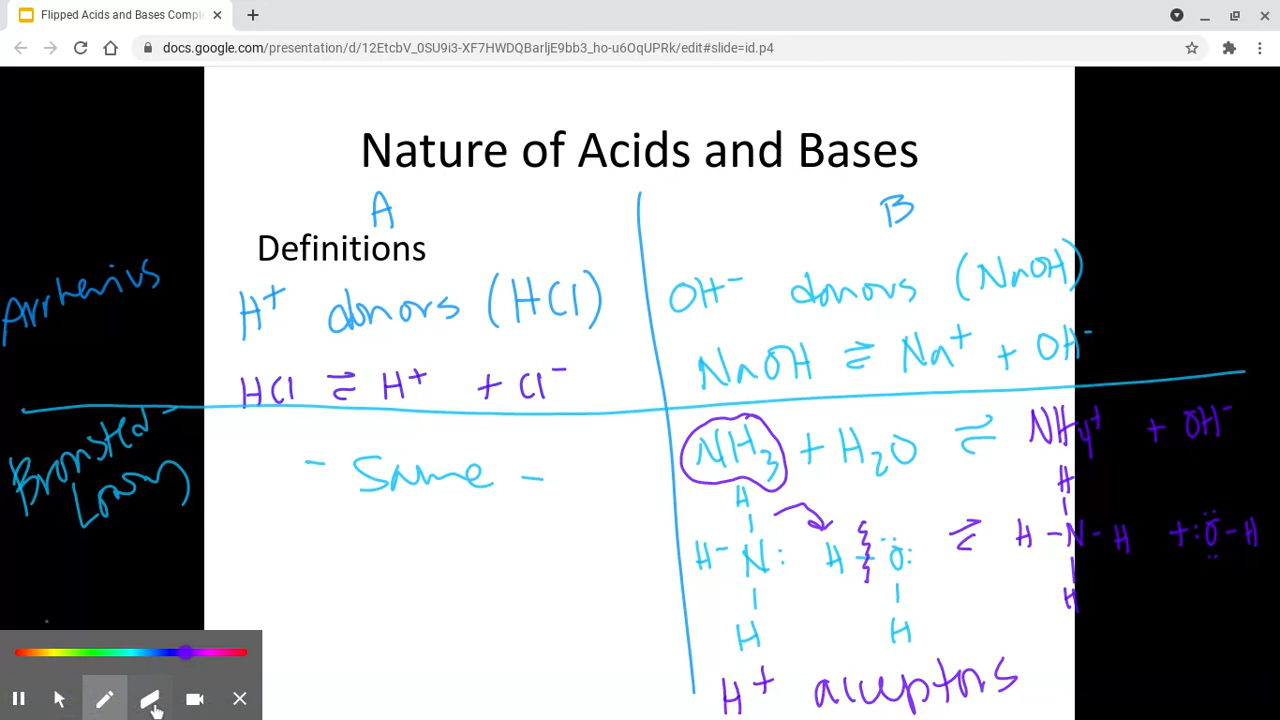 Flipped Acids and Bases Compl
docs.google.com/presentation/d/12EtcbV_0SU9i3-XF7HWDQBarljE9bb3_ho-u6OqUPRk/edit#slide=id.p4
Nature of Acids and Bases
A
B
Definitions
Arrhenius
H⁺ donors (HCl)
OH⁻ donors (NaOH)
HCl ⇌ H⁺ + Cl⁻
NaOH ⇌ Na⁺ + OH⁻
Bronsted
Lowry
- Same -
NH₃ + H₂O ⇌ NH₄⁺ + OH⁻
H H
H - N : H - Ö : ⇌ H - N - H + : Ö - H
H H H
H⁺ acceptors